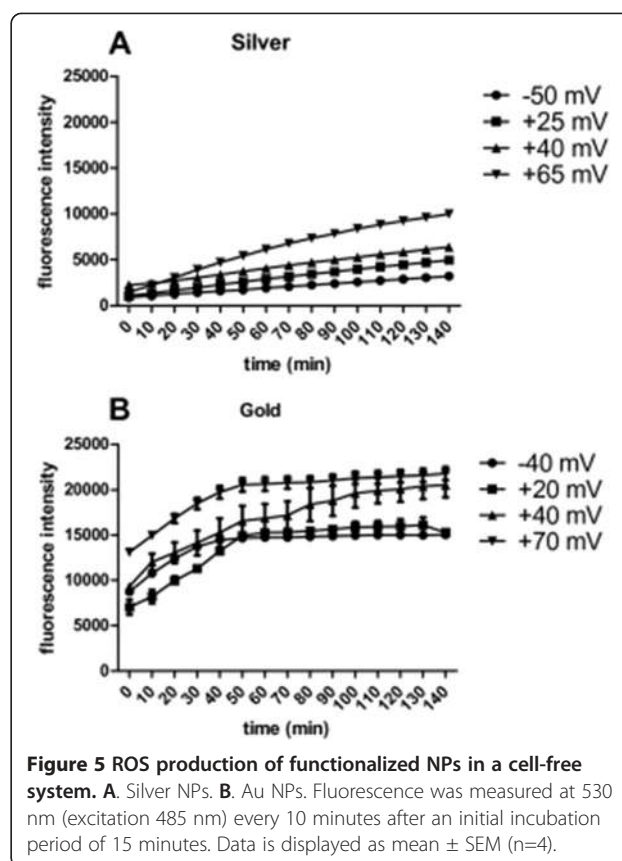 A
Silver
25000
20000
15000
10000
5000
0
fluorescence intensity
0 10 20 30 40 50 60 70 80 90 100 110 120 130 140
time (min)
-50 mV
+25 mV
+40 mV
+65 mV
B
Gold
25000
20000
15000
10000
5000
0
fluorescence intensity
0 10 20 30 40 50 60 70 80 90 100 110 120 130 140
time (min)
-40 mV
+20 mV
+40 mV
+70 mV
Figure 5 ROS production of functionalized NPs in a cell-free
system. A. Silver NPs. B. Au NPs. Fluorescence was measured at 530
nm (excitation 485 nm) every 10 minutes after an initial incubation
period of 15 minutes. Data is displayed as mean ± SEM (n=4).